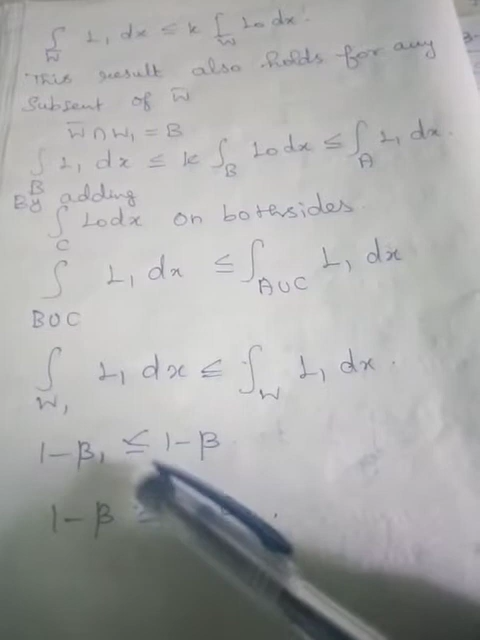 ∫_W̄ L₁ dx ≤ k ∫_W̄ L₀ dx.
This result also holds for any
Subsent of W̄
W̄ ∩ W₁ = B
∫_B L₁ dx ≤ k ∫_B L₀ dx ≤ ∫_A L₁ dx.
By adding
∫_C L₀ dx on bothsides.
∫_{B∪C} L₁ dx ≤ ∫_{A∪C} L₁ dx
∫_{W₁} L₁ dx ≤ ∫_W L₁ dx.
1-β₁ ≤ 1-β
1-β ≥